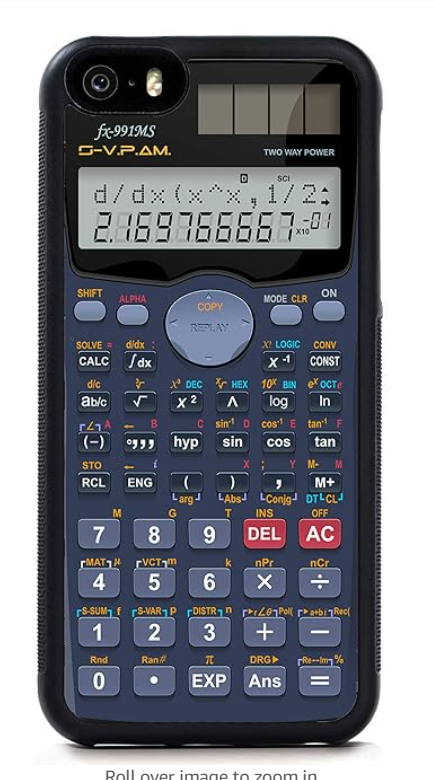 fx-991MS
S-V.P.AM.
TWO WAY POWER
D SCI
d/dx(x^x,1/2
2.169766667 x10 -01
SHIFT ALPHA COPY MODE CLR ON
REPLAY
SOLVE = d/dx : X! LOGIC CONV
CALC ∫dx X -1 CONST
d/c ³√ X³ DEC ˣ√ HEX 10ˣ BIN eˣ OCT e
ab/c √ X² ∧ log ln
∠ A ← B C sin-1 D cos-1 E tan-1 F
(−) °,,, hyp sin cos tan
STO ← i X ; Y M- M
RCL ENG ( ) , M+
arg Abs Conjg DT CL
M G T INS OFF
7 8 9 DEL AC
MAT µ VCT m k nPr nCr
4 5 6 × ÷
S-SUM f S-VAR p DISTR n ▸r∠θ Pol( ▸a+bi Rec(
1 2 3 + −
Rnd Ran# π DRG▸ Re↔Im %
0 • EXP Ans =
Roll over image to zoom in